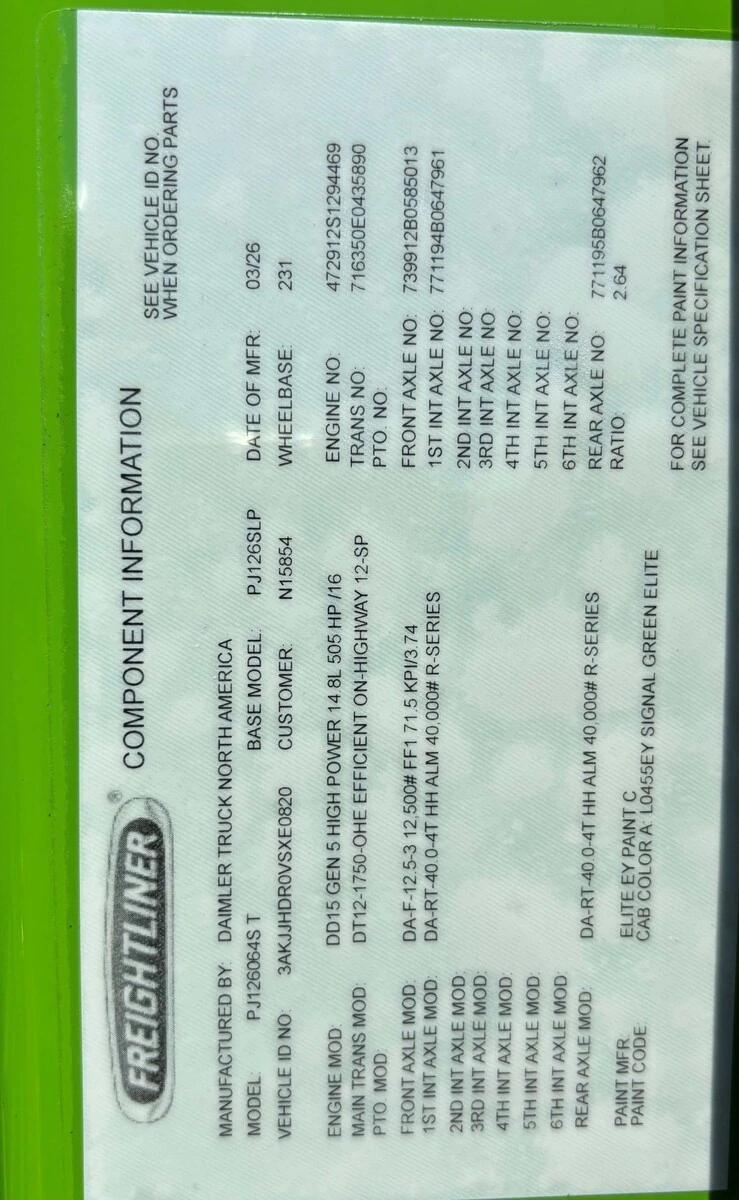 FREIGHTLINER® COMPONENT INFORMATION
SEE VEHICLE ID NO.
WHEN ORDERING PARTS
MANUFACTURED BY: DAIMLER TRUCK NORTH AMERICA
MODEL: PJ126064S T BASE MODEL: PJ126SLP DATE OF MFR: 03/26
VEHICLE ID NO: 3AKJJHDR0VSXE0820 CUSTOMER: N15854 WHEELBASE: 231
ENGINE MOD: DD15 GEN 5 HIGH POWER 14.8L 505 HP /16 ENGINE NO. 472912S1294469
MAIN TRANS MOD: DT12-1750-OHE EFFICIENT ON-HIGHWAY 12-SP TRANS NO: 716350E0435890
PTO. MOD: PTO. NO:
FRONT AXLE MOD: DA-F-12.5-3 12,500# FF1 71.5 KPI/3.74 FRONT AXLE NO: 739912B0585013
1ST INT AXLE MOD: DA-RT-40.0-4T HH ALM 40,000# R-SERIES 1ST INT AXLE NO: 771194B0647961
2ND INT AXLE MOD: 2ND INT AXLE NO:
3RD INT AXLE MOD: 3RD INT AXLE NO:
4TH INT AXLE MOD: 4TH INT AXLE NO:
5TH INT AXLE MOD: 5TH INT AXLE NO:
6TH INT AXLE MOD: 6TH INT AXLE NO:
REAR AXLE MOD: DA-RT-40.0-4T HH ALM 40,000# R-SERIES REAR AXLE NO: 771195B0647962
RATIO: 2.64
PAINT MFR. ELITE EY PAINT C
PAINT CODE: CAB COLOR A: L0455EY SIGNAL GREEN ELITE
FOR COMPLETE PAINT INFORMATION
SEE VEHICLE SPECIFICATION SHEET.